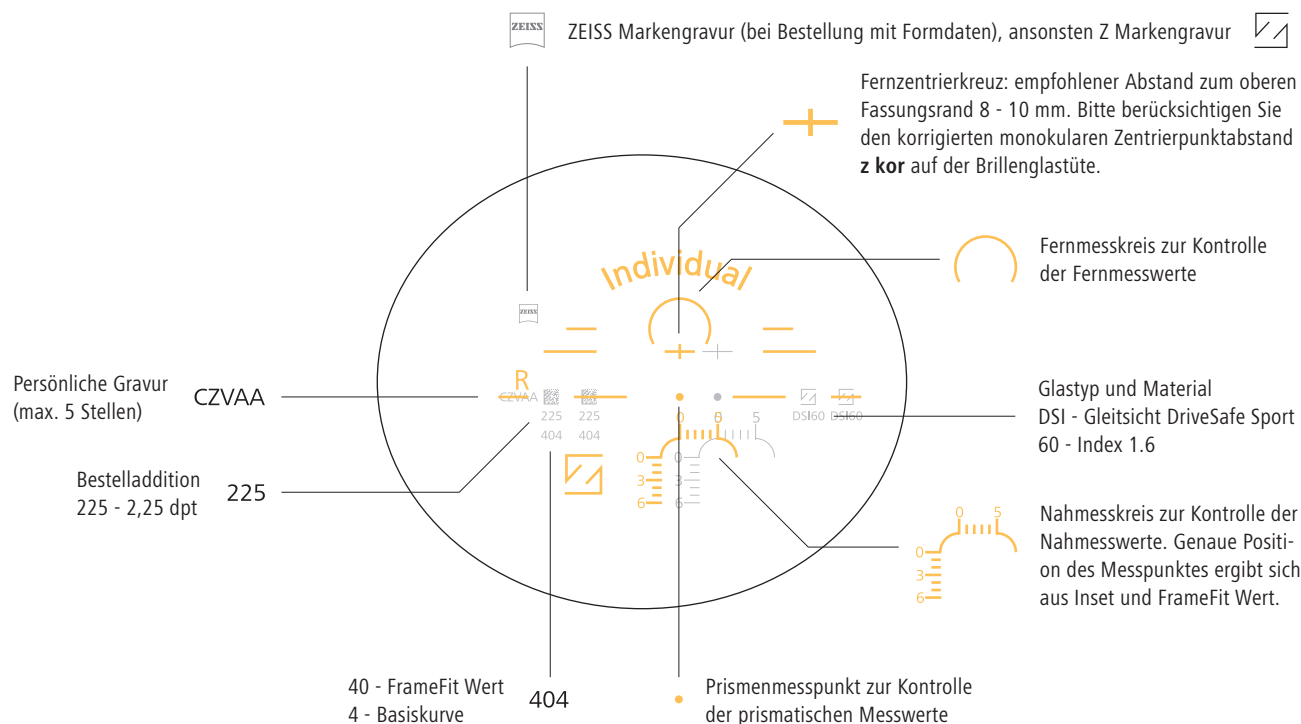 ZEISS
ZEISS Markengravur (bei Bestellung mit Formdaten), ansonsten Z Markengravur
Fernzentrierkreuz: empfohlener Abstand zum oberen
Fassungsrand 8 - 10 mm. Bitte berücksichtigen Sie
den korrigierten monokularen Zentrierpunktabstand
z kor auf der Brillenglastüte.
Individual
Fernmesskreis zur Kontrolle
der Fernmesswerte
ZEISS
R
Persönliche Gravur
(max. 5 Stellen)
CZVAA
CZVAA
225 225
404 404
0 0 5
6
DSI60 DSI60
Glastyp und Material
DSI - Gleitsicht DriveSafe Sport
60 - Index 1.6
0 0
3 3
6 6
Bestelladdition
225 - 2,25 dpt
225
0 5
0
3
6
Nahmesskreis zur Kontrolle der
Nahmesswerte. Genaue Positi-
on des Messpunktes ergibt sich
aus Inset und FrameFit Wert.
40 - FrameFit Wert
4 - Basiskurve
404
Prismenmesspunkt zur Kontrolle
der prismatischen Messwerte